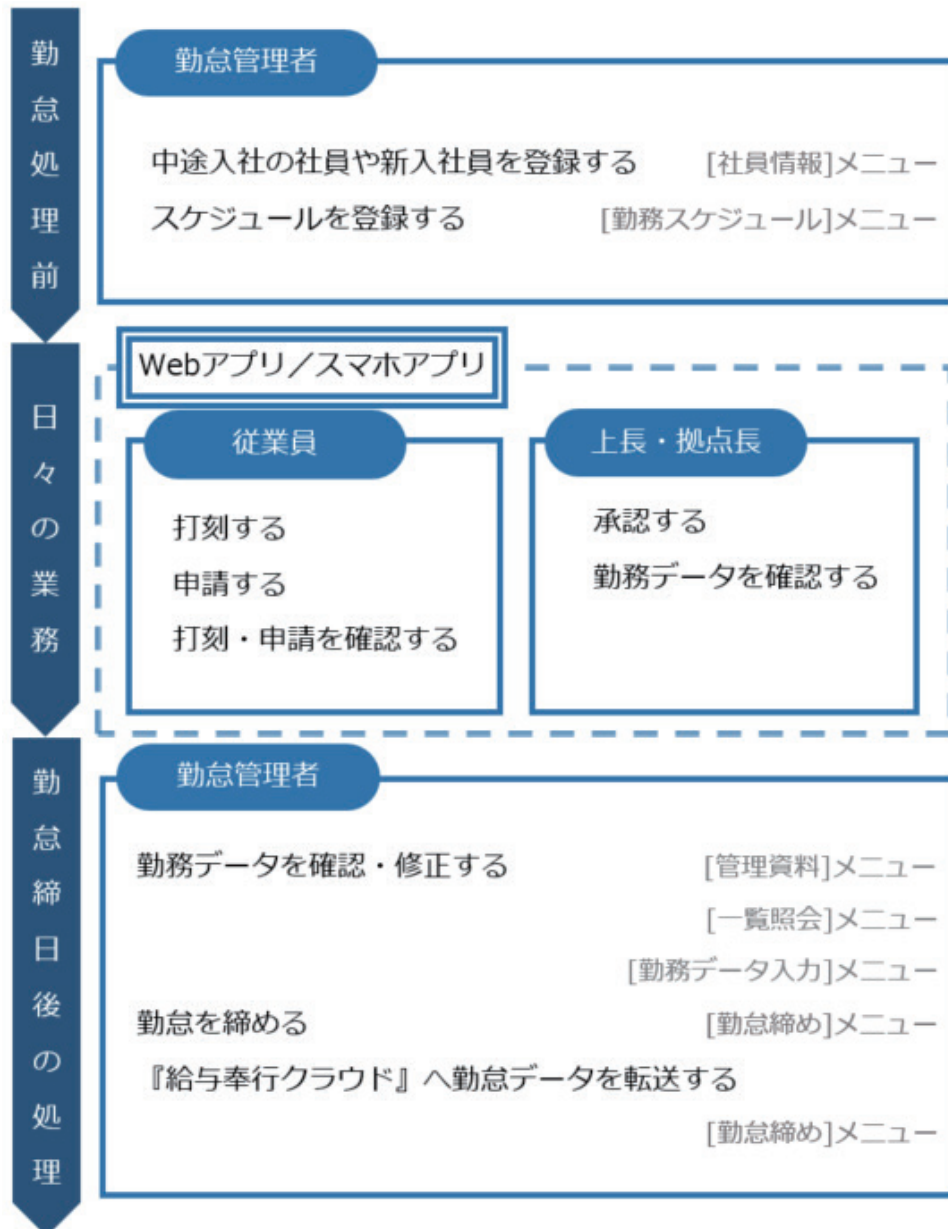 勤怠処理前
勤怠管理者
中途入社の社員や新入社員を登録する [社員情報]メニュー
スケジュールを登録する [勤務スケジュール]メニュー
日々の業務
Webアプリ／スマホアプリ
従業員
打刻する
申請する
打刻・申請を確認する
上長・拠点長
承認する
勤務データを確認する
勤怠締日後の処理
勤怠管理者
勤務データを確認・修正する [管理資料]メニュー
[一覧照会]メニュー
[勤務データ入力]メニュー
勤怠を締める [勤怠締め]メニュー
『給与奉行クラウド』へ勤怠データを転送する
[勤怠締め]メニュー